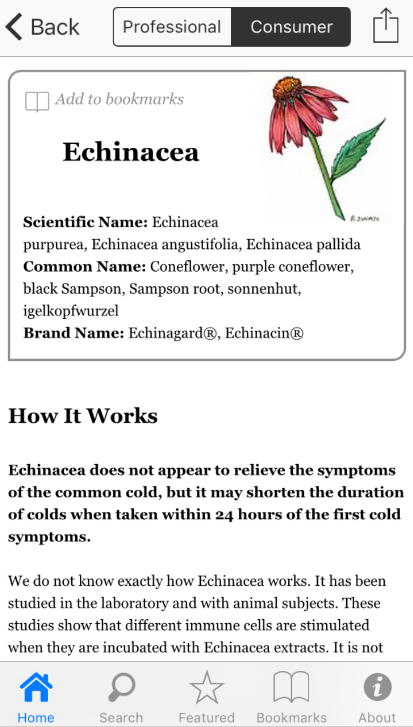 Back
Professional
Consumer
Add to bookmarks
Echinacea
Scientific Name: Echinacea
purpurea, Echinacea angustifolia, Echinacea pallida
Common Name: Coneflower, purple coneflower,
black Sampson, Sampson root, sonnenhut,
igelkopfwurzel
Brand Name: Echinagard®, Echinacin®
B. DONATO
How It Works
Echinacea does not appear to relieve the symptoms
of the common cold, but it may shorten the duration
of colds when taken within 24 hours of the first cold
symptoms.
We do not know exactly how Echinacea works. It has been
studied in the laboratory and with animal subjects. These
studies show that different immune cells are stimulated
when they are incubated with Echinacea extracts. It is not
Home
Search
Featured
Bookmarks
About